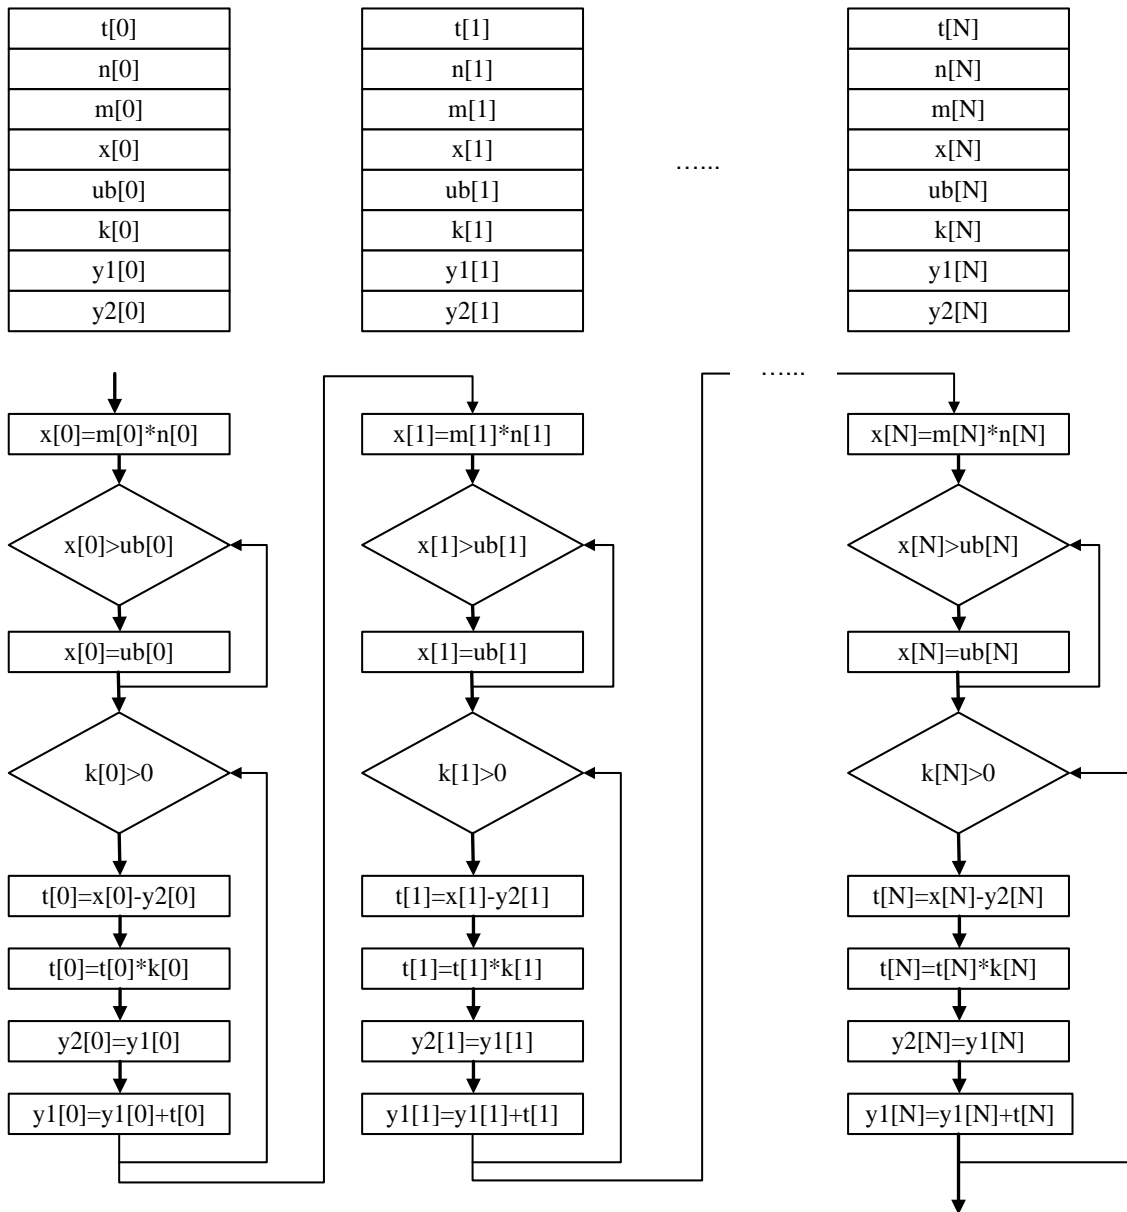 t[0]
n[0]
m[0]
x[0]
ub[0]
k[0]
y1[0]
y2[0]
t[1]
n[1]
m[1]
x[1]
ub[1]
k[1]
y1[1]
y2[1]
…...
t[N]
n[N]
m[N]
x[N]
ub[N]
k[N]
y1[N]
y2[N]
x[0]=m[0]*n[0]
x[0]>ub[0]
x[0]=ub[0]
k[0]>0
t[0]=x[0]-y2[0]
t[0]=t[0]*k[0]
y2[0]=y1[0]
y1[0]=y1[0]+t[0]
x[1]=m[1]*n[1]
x[1]>ub[1]
x[1]=ub[1]
k[1]>0
t[1]=x[1]-y2[1]
t[1]=t[1]*k[1]
y2[1]=y1[1]
y1[1]=y1[1]+t[1]
…...
x[N]=m[N]*n[N]
x[N]>ub[N]
x[N]=ub[N]
k[N]>0
t[N]=x[N]-y2[N]
t[N]=t[N]*k[N]
y2[N]=y1[N]
y1[N]=y1[N]+t[N]